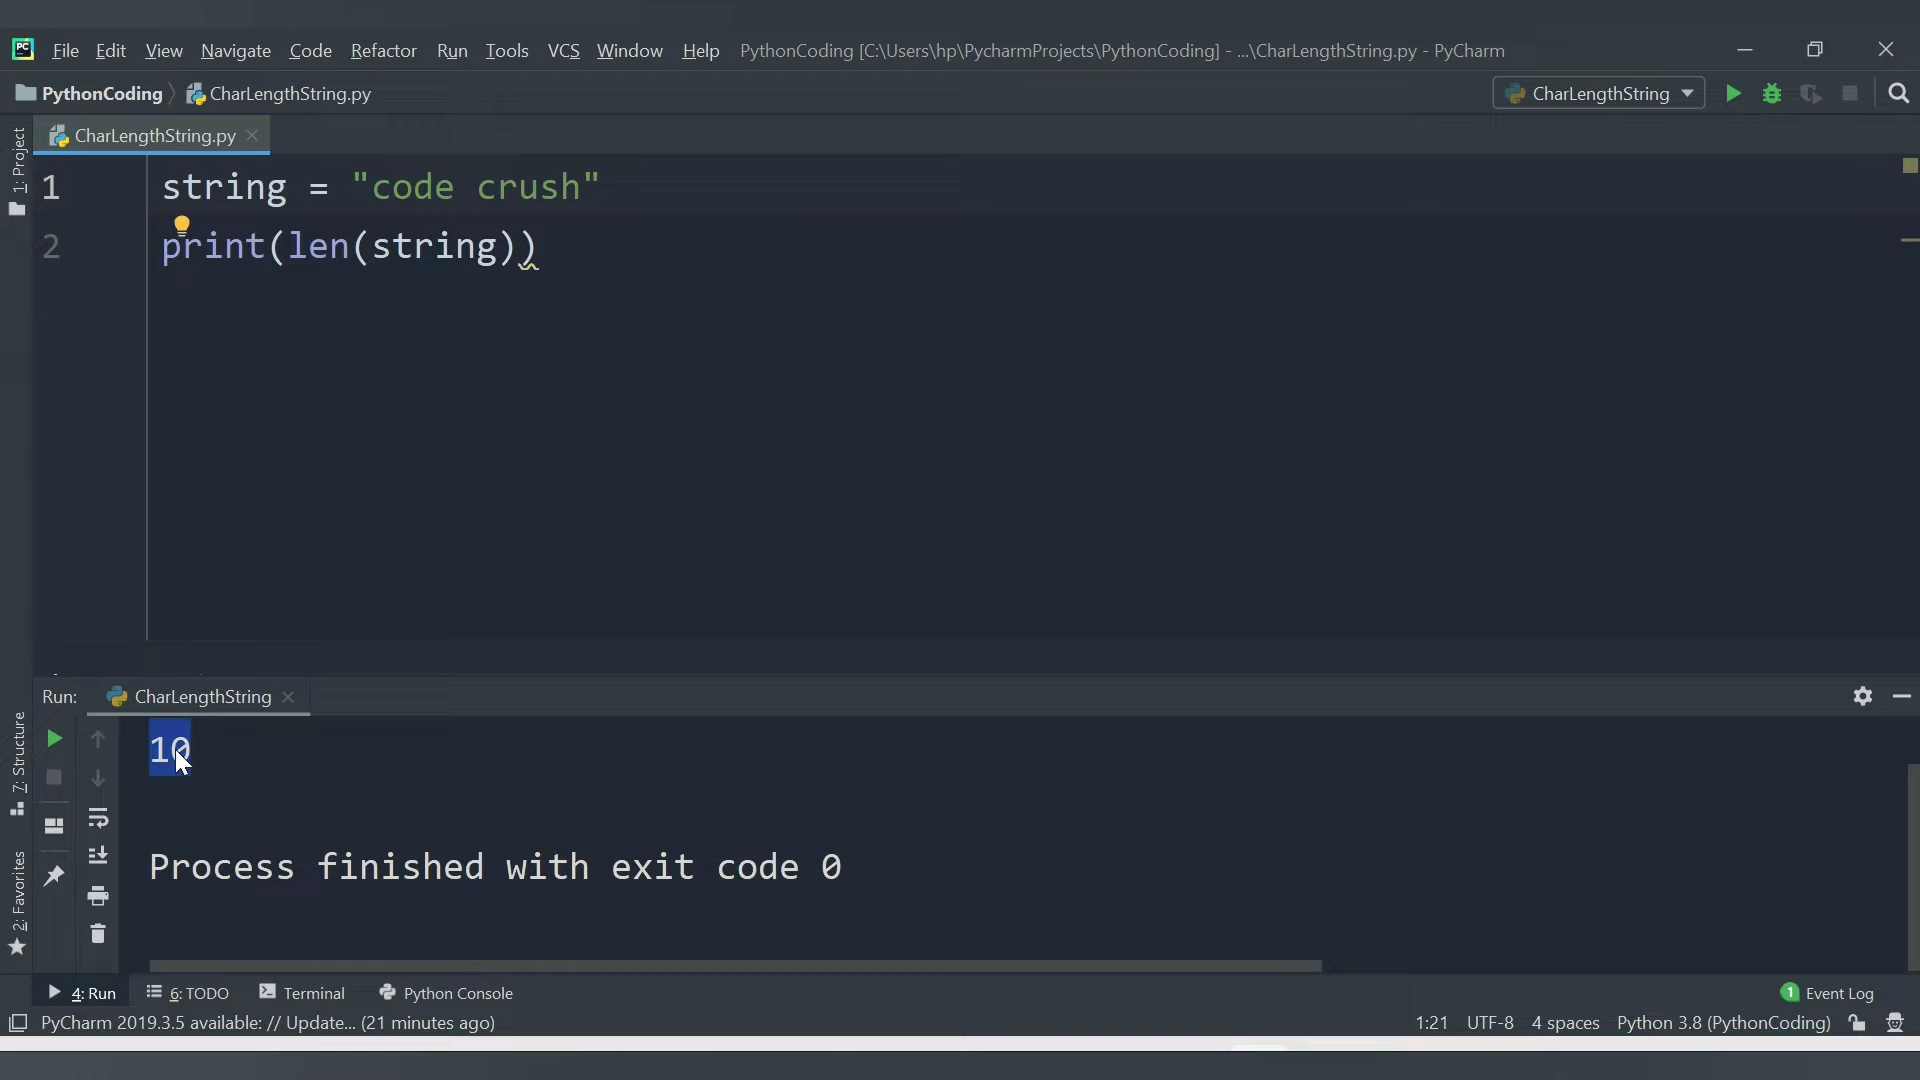 PC File Edit View Navigate Code Refactor Run Tools VCS Window Help PythonCoding [C:\Users\hp\PycharmProjects\PythonCoding] - ...\CharLengthString.py - PyCharm
PythonCoding CharLengthString.py CharLengthString
CharLengthString.py
1: Project
1 string = "code crush"
2 print(len(string))
Run: CharLengthString
7: Structure
2: Favorites
10
Process finished with exit code 0
4: Run 6: TODO Terminal Python Console 1 Event Log
PyCharm 2019.3.5 available: // Update... (21 minutes ago) 1:21 UTF-8 4 spaces Python 3.8 (PythonCoding)